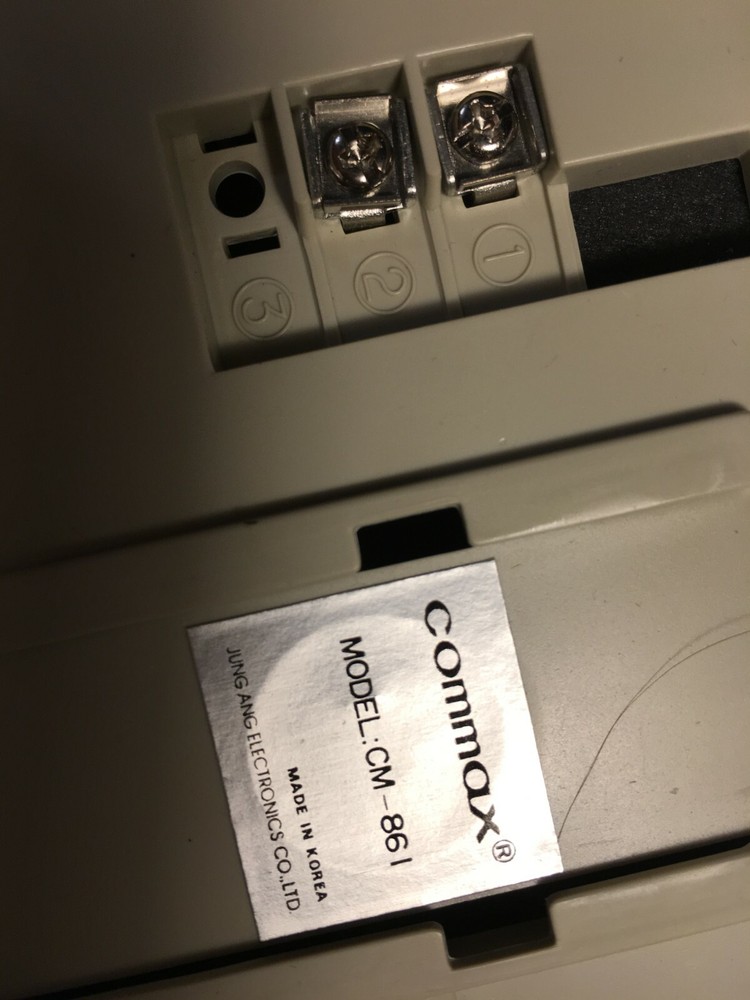 ③ ② ①
commax®
MODEL:CM-861
MADE IN KOREA
JUNG ANG ELECTRONICS CO.,LTD.